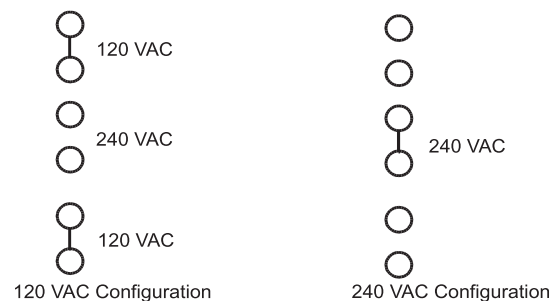 120 VAC
240 VAC
120 VAC
120 VAC Configuration
240 VAC
240 VAC Configuration